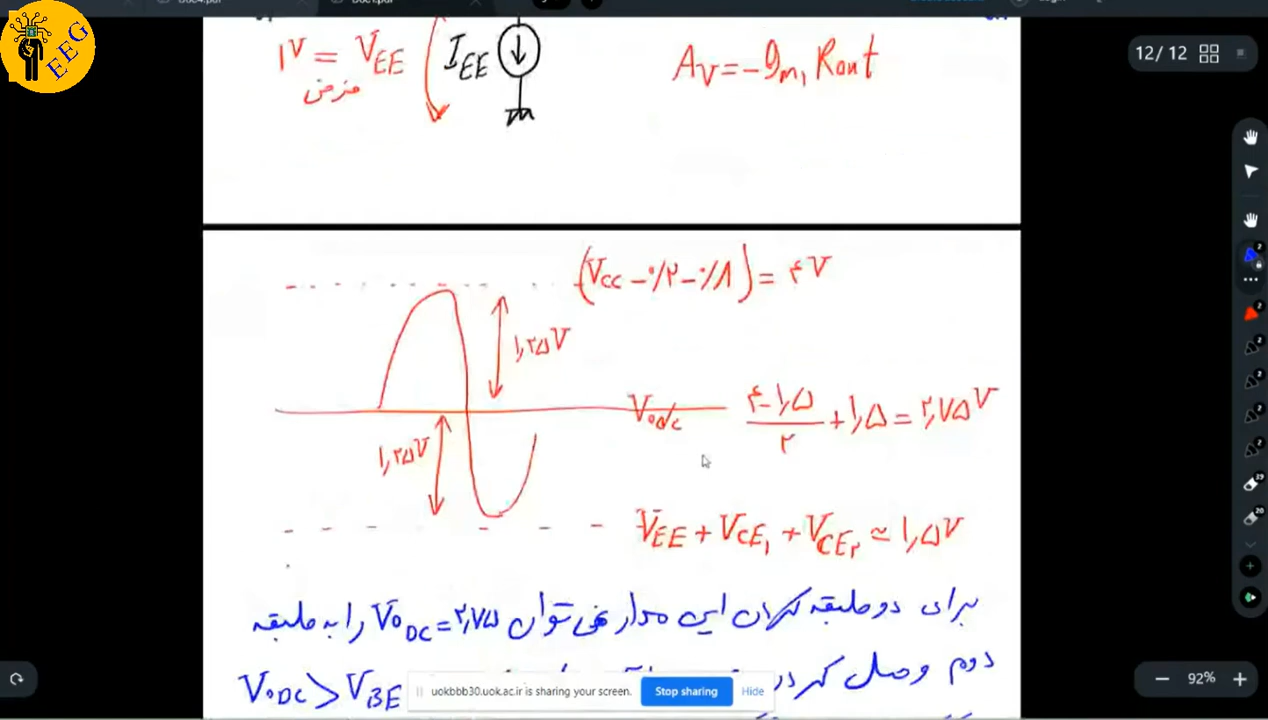 EEG
1V = VEE
فرض
IEE
Av = -gm1 Rout
12/ 12
(VCC - ۰٫۲ - ۰٫۸) = ۴V
۱٫۲۵V
VoDC
(۴-۱٫۵)/۲ + ۱٫۵ = ۲٫۷۵V
۱٫۲۵V
VEE + VCE1 + VCE2 ≃ ۱٫۵V
برای دو طبقه کردن این مدار نمی توان VoDC = ۲٫۷۵ را به طبقه
دوم وصل کرد
VoDC > VBE
uokbbb30.uok.ac.ir is sharing your screen.
Stop sharing
Hide
92%